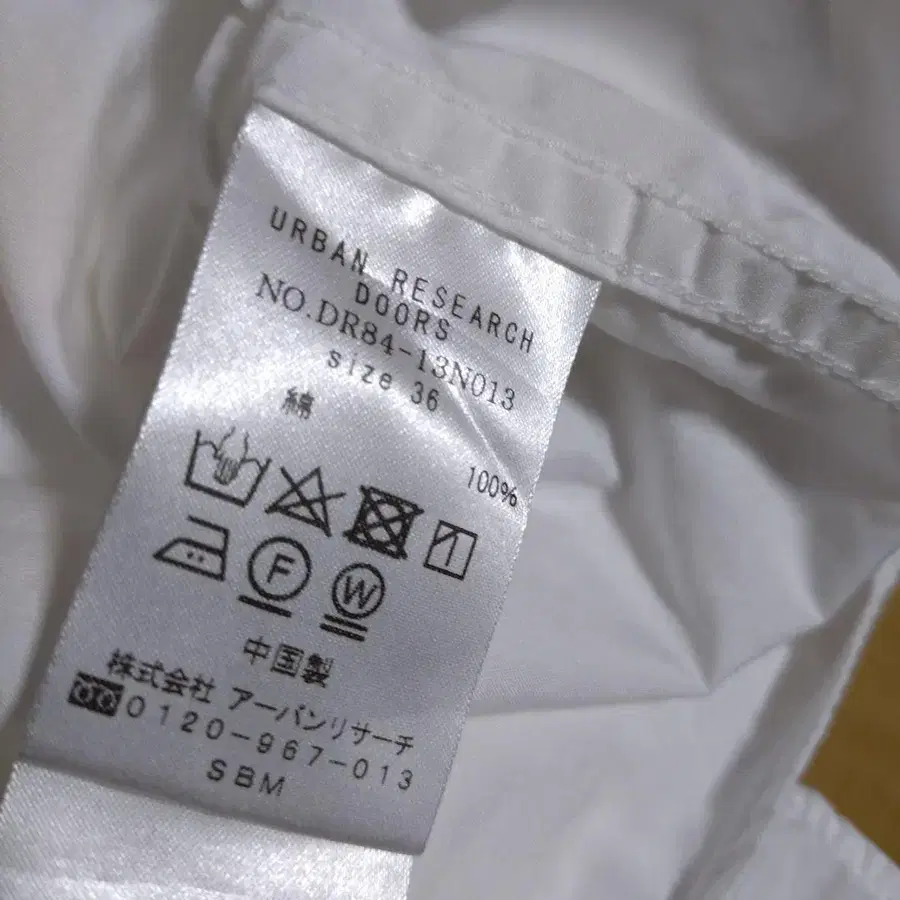 URBAN RESEARCH
DOORS
NO.DR84-13N013
size 36
綿 100%
F W
中国製
株式会社 アーバンリサーチ
0120-967-013
SBM